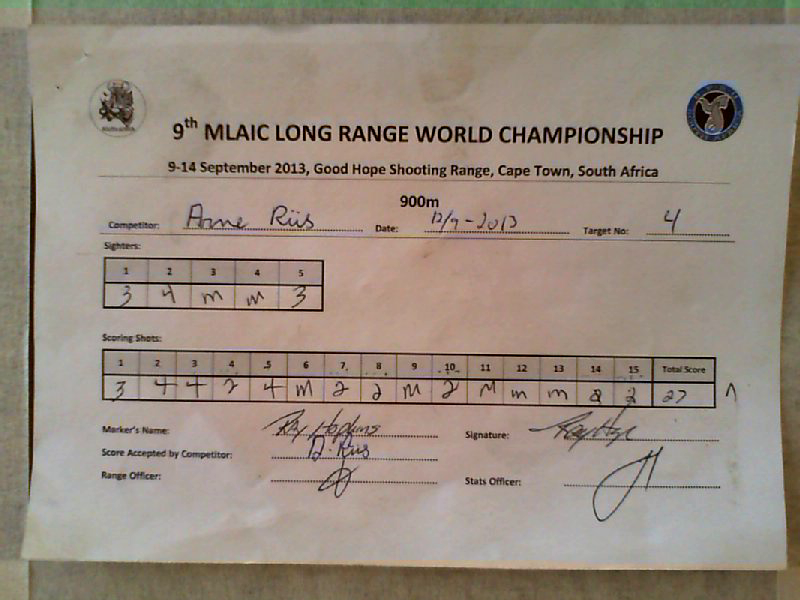 9th MLAIC LONG RANGE WORLD CHAMPIONSHIP
9-14 September 2013, Good Hope Shooting Range, Cape Town, South Africa
900m
Competitor: Anne Riis Date: 12/9-2013 Target No: 4
Sighters:
1 2 3 4 5
3 4 m m 3
Scoring Shots:
1 2 3 4 5 6 7 8 9 10 11 12 13 14 15 Total Score
3 4 4 2 4 M 2 2 M 2 M m m 2 2 27
Marker's Name: Ray Hopkins Signature:
Score Accepted by Competitor: A. Riis
Range Officer: Stats Officer: